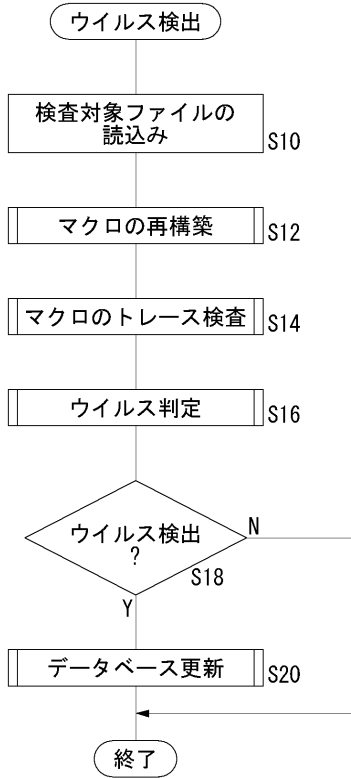 ウイルス検出
検査対象ファイルの
読込み
S10
マクロの再構築
S12
マクロのトレース検査
S14
ウイルス判定
S16
ウイルス検出
?
N
S18
Y
データベース更新
S20
終了